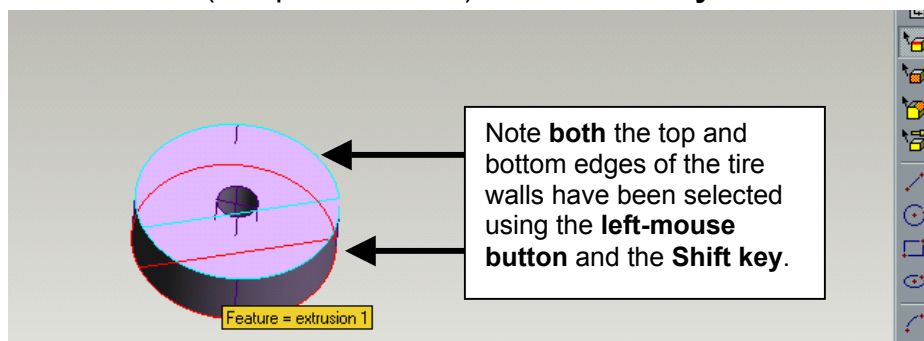 Note both the top and
bottom edges of the tire
walls have been selected
using the left-mouse
button and the Shift key.
Feature = extrusion 1